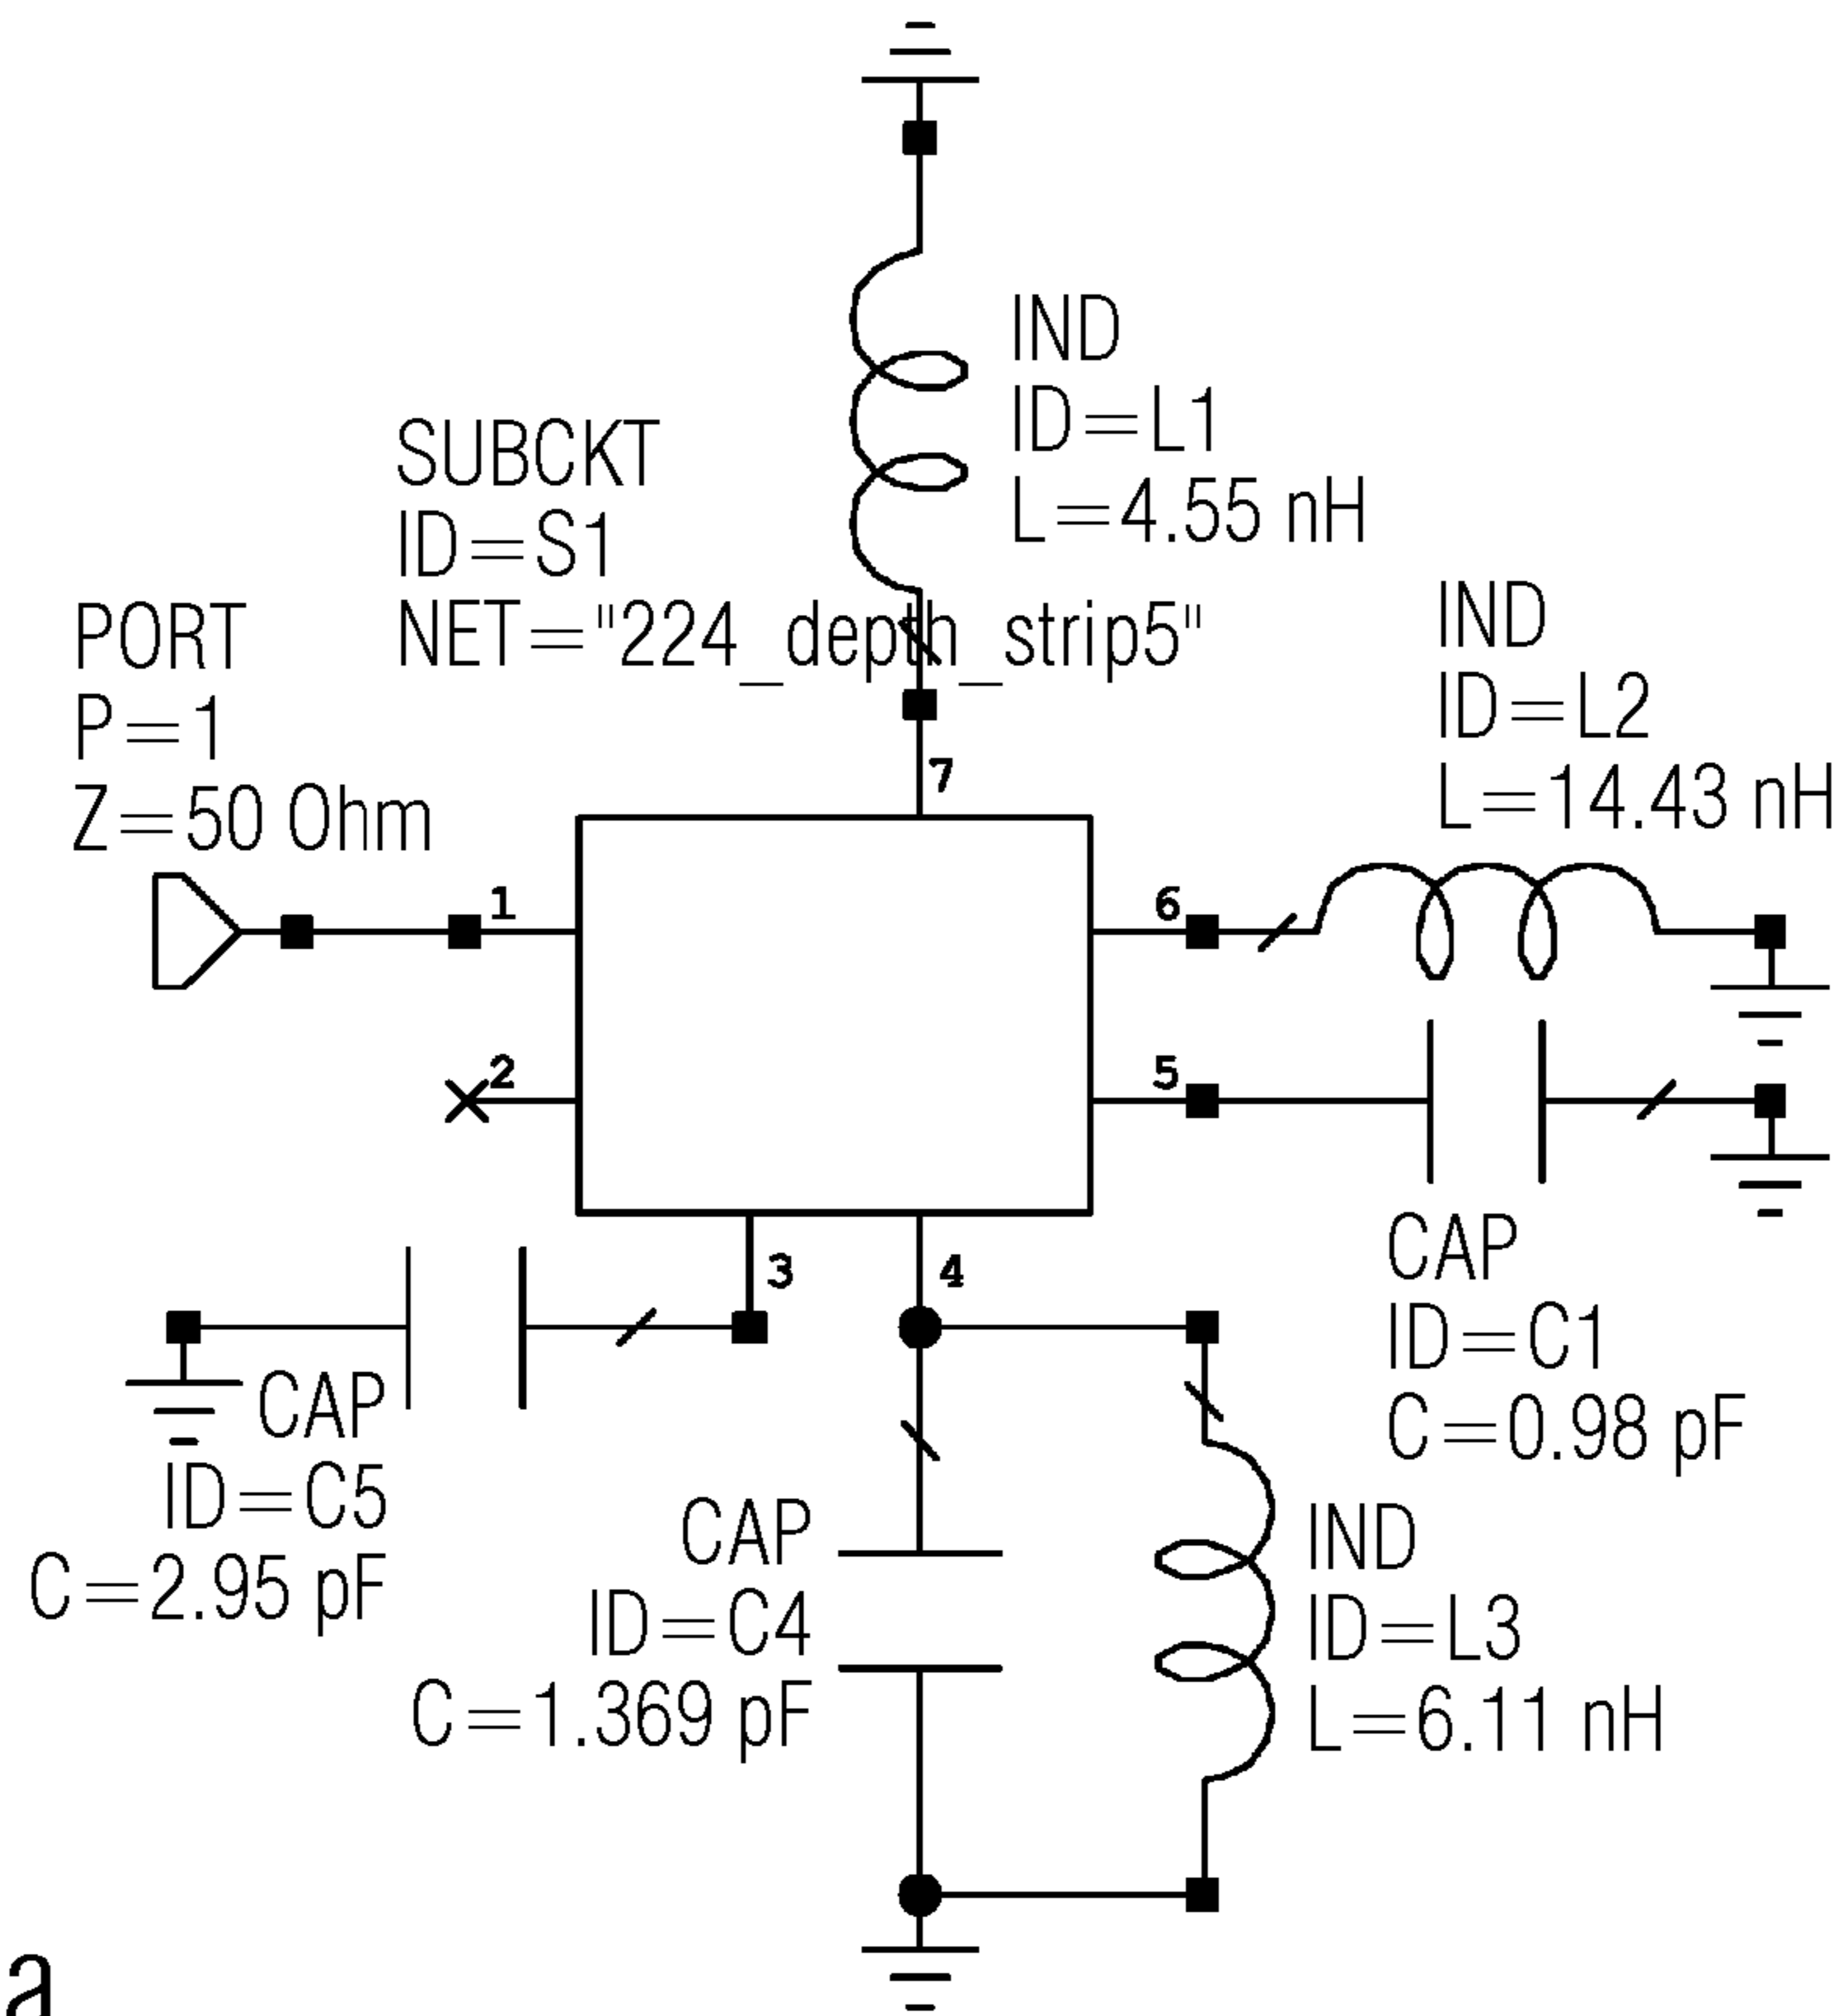 IND
ID=L1
L=4.55 nH
SUBCKT
ID=S1
NET="224_depth_strip5"
PORT
P=1
Z=50 Ohm
IND
ID=L2
L=14.43 nH
7
1
6
2
5
3
4
CAP
ID=C1
C=0.98 pF
CAP
ID=C5
C=2.95 pF
CAP
ID=C4
C=1.369 pF
IND
ID=L3
L=6.11 nH
a